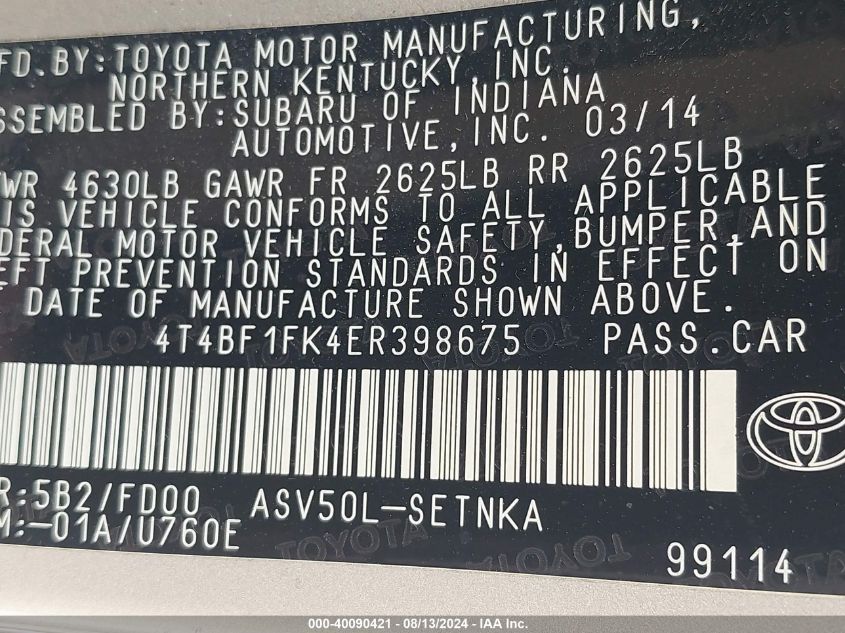 FD. BY: TOYOTA MOTOR MANUFACTURING,
NORTHERN KENTUCKY, INC.
SSEMBLED BY: SUBARU OF INDIANA
AUTOMOTIVE, INC. 03/14
WR 4630LB GAWR FR 2625LB RR 2625LB
IS VEHICLE CONFORMS TO ALL APPLICABLE
DERAL MOTOR VEHICLE SAFETY, BUMPER, AND
EFT PREVENTION STANDARDS IN EFFECT ON
DATE OF MANUFACTURE SHOWN ABOVE.
4T4BF1FK4ER398675 PASS.CAR
R:5B2/FD00 ASV50L-SETNKA
M:-01A/U760E
99114
000-40090421 - 08/13/2024 - IAA Inc.